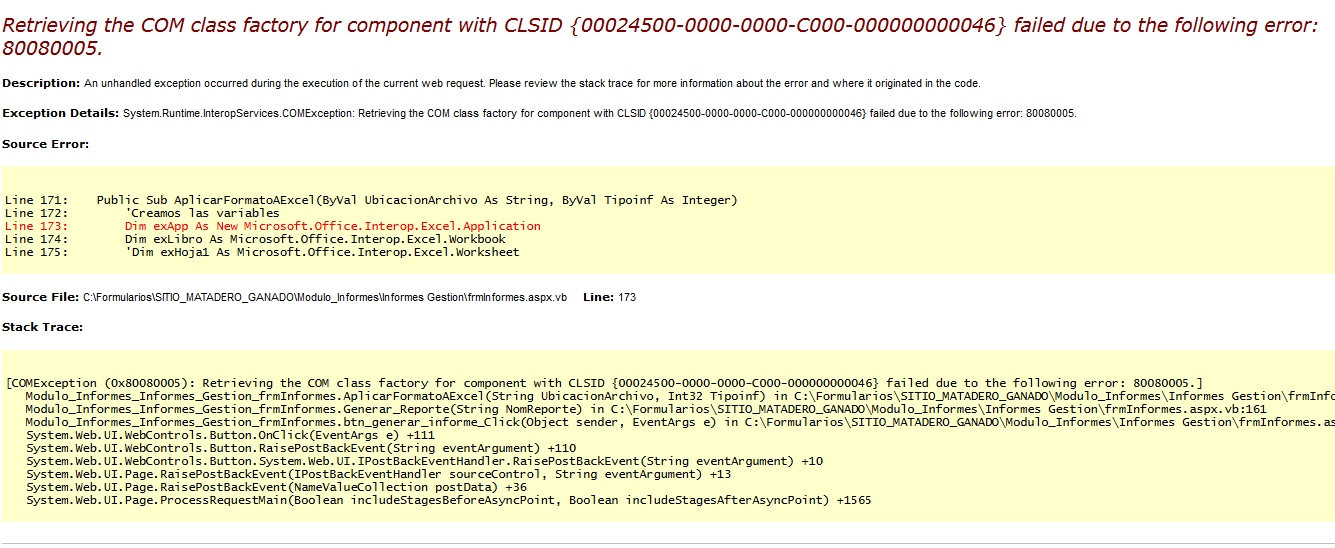 Retrieving the COM class factory for component with CLSID {00024500-0000-0000-C000-000000000046} failed due to the following error:
80080005.
Description: An unhandled exception occurred during the execution of the current web request. Please review the stack trace for more information about the error and where it originated in the code.
Exception Details: System.Runtime.InteropServices.COMException: Retrieving the COM class factory for component with CLSID {00024500-0000-0000-C000-000000000046} failed due to the following error: 80080005.
Source Error:
Line 171:    Public Sub AplicarFormatoAExcel(ByVal UbicacionArchivo As String, ByVal Tipoinf As Integer)
Line 172:        'Creamos las variables
Line 173:        Dim exApp As New Microsoft.Office.Interop.Excel.Application
Line 174:        Dim exLibro As Microsoft.Office.Interop.Excel.Workbook
Line 175:        'Dim exHoja1 As Microsoft.Office.Interop.Excel.Worksheet
Source File: C:\Formularios\SITIO_MATADERO_GANADO\Modulo_Informes\Informes Gestion\frmInformes.aspx.vb    Line: 173
Stack Trace:
[COMException (0x80080005): Retrieving the COM class factory for component with CLSID {00024500-0000-0000-C000-000000000046} failed due to the following error: 80080005.]
Modulo_Informes_Informes_Gestion_frmInformes.AplicarFormatoAExcel(String UbicacionArchivo, Int32 Tipoinf) in C:\Formularios\SITIO_MATADERO_GANADO\Modulo_Informes\Informes Gestion\frmInfo
Modulo_Informes_Informes_Gestion_frmInformes.Generar_Reporte(String NomReporte) in C:\Formularios\SITIO_MATADERO_GANADO\Modulo_Informes\Informes Gestion\frmInformes.aspx.vb:161
Modulo_Informes_Informes_Gestion_frmInformes.btn_generar_informe_Click(Object sender, EventArgs e) in C:\Formularios\SITIO_MATADERO_GANADO\Modulo_Informes\Informes Gestion\frmInformes.as
System.Web.UI.WebControls.Button.OnClick(EventArgs e) +111
System.Web.UI.WebControls.Button.RaisePostBackEvent(String eventArgument) +110
System.Web.UI.WebControls.Button.System.Web.UI.IPostBackEventHandler.RaisePostBackEvent(String eventArgument) +10
System.Web.UI.Page.RaisePostBackEvent(IPostBackEventHandler sourceControl, String eventArgument) +13
System.Web.UI.Page.RaisePostBackEvent(NameValueCollection postData) +36
System.Web.UI.Page.ProcessRequestMain(Boolean includeStagesBeforeAsyncPoint, Boolean includeStagesAfterAsyncPoint) +1565